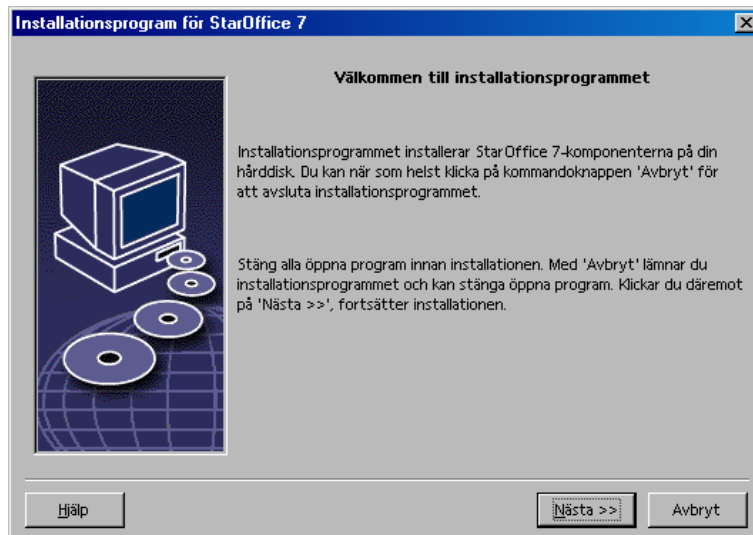 Installationsprogram för StarOffice 7
Välkommen till installationsprogrammet
Installationsprogrammet installerar StarOffice 7-komponenterna på din
hårddisk. Du kan när som helst klicka på kommandoknappen 'Avbryt' för
att avsluta installationsprogrammet.
Stäng alla öppna program innan installationen. Med 'Avbryt' lämnar du
installationsprogrammet och kan stänga öppna program. Klickar du däremot
på 'Nästa >>', fortsätter installationen.
Hjälp
Nästa >>
Avbryt